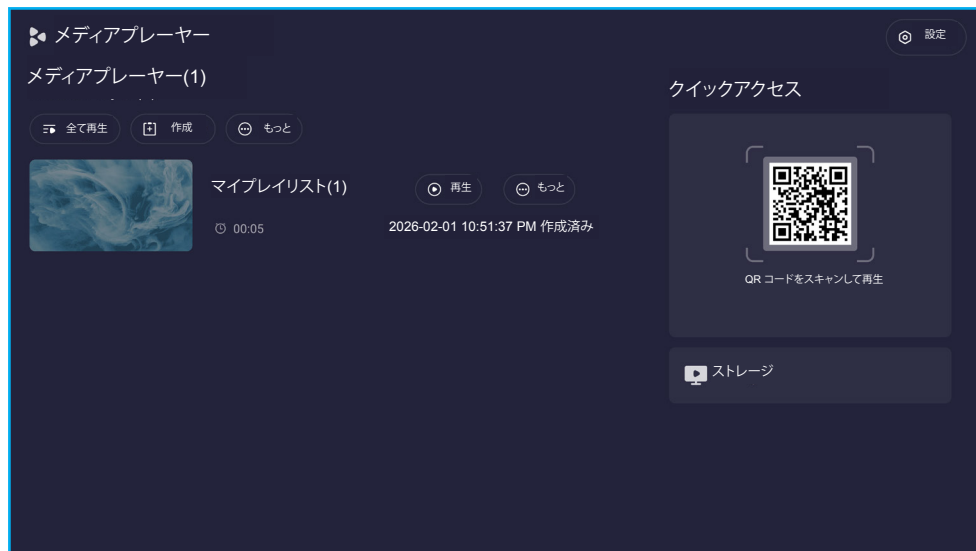 メディアプレーヤー
設定
メディアプレーヤー(1)
全て再生
作成
もっと
マイプレイリスト(1)
再生
もっと
00:05
2026-02-01 10:51:37 PM 作成済み
クイックアクセス
QR コードをスキャンして再生
ストレージ